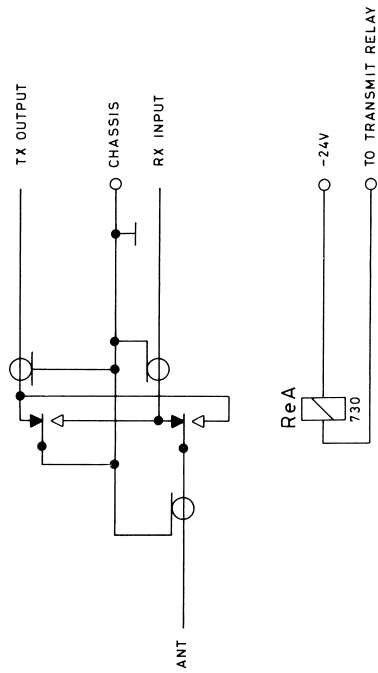 TX OUTPUT
CHASSIS
RX INPUT
ANT
-24V
TO TRANSMIT RELAY
ReA
730